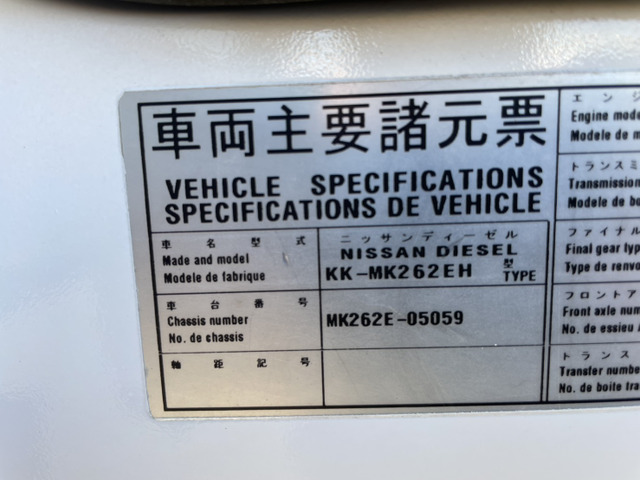 車両主要諸元票
VEHICLE SPECIFICATIONS
SPECIFICATIONS DE VEHICLE
車名型式
Made and model
Modele de fabrique
ニッサンディーゼル
NISSAN DIESEL
KK-MK262EH 型 TYPE
車台番号
Chassis number
No. de chassis
MK262E-05059
軸距記号
エンジ
Engine mode
Modele de m
トランスミ
Transmission
Modele de bo
ファイナル
Final gear typ
Type de renvo
フロントア
Front axle num
No. de essieu
トランス
Transfer numbe
No. de boite tra